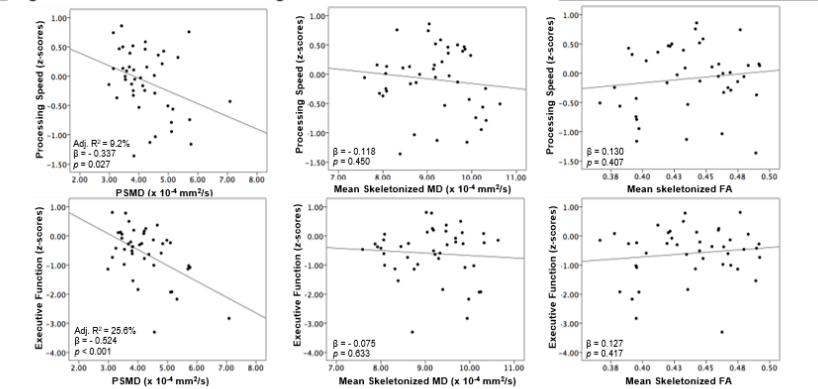 Processing Speed (z-scores)
1.00
0.50
0.00
-0.50
-1.00
-1.50
Adj. R² = 9.2%
β = - 0.337
p = 0.027
2.00 3.00 4.00 5.00 6.00 7.00 8.00
PSMD (x 10⁻⁴ mm²/s)
Processing Speed (z-scores)
1.00
0.50
0.00
-0.50
-1.00
-1.50
β = - 0.118
p = 0.450
7.00 8.00 9.00 10.00 11.00
Mean Skeletonized MD (x 10⁻⁴ mm²/s)
Processing Speed (z-scores)
1.00
0.50
0.00
-0.50
-1.00
-1.50
β = 0.130
p = 0.407
0.38 0.40 0.43 0.45 0.48 0.50
Mean skeletonized FA
Executive Function (z-scores)
1.00
0.00
-1.00
-2.00
-3.00
-4.00
Adj. R² = 25.6%
β = - 0.524
p < 0.001
2.00 3.00 4.00 5.00 6.00 7.00 8.00
PSMD (x 10⁻⁴ mm²/s)
Executive Function (z-scores)
1.00
0.00
-1.00
-2.00
-3.00
-4.00
β = - 0.075
p = 0.633
7.00 8.00 9.00 10.00 11.00
Mean Skeletonized MD (x 10⁻⁴ mm²/s)
Executive Function (z-scores)
1.00
0.00
-1.00
-2.00
-3.00
-4.00
β = 0.127
p = 0.417
0.38 0.40 0.43 0.45 0.48 0.50
Mean Skeletonized FA